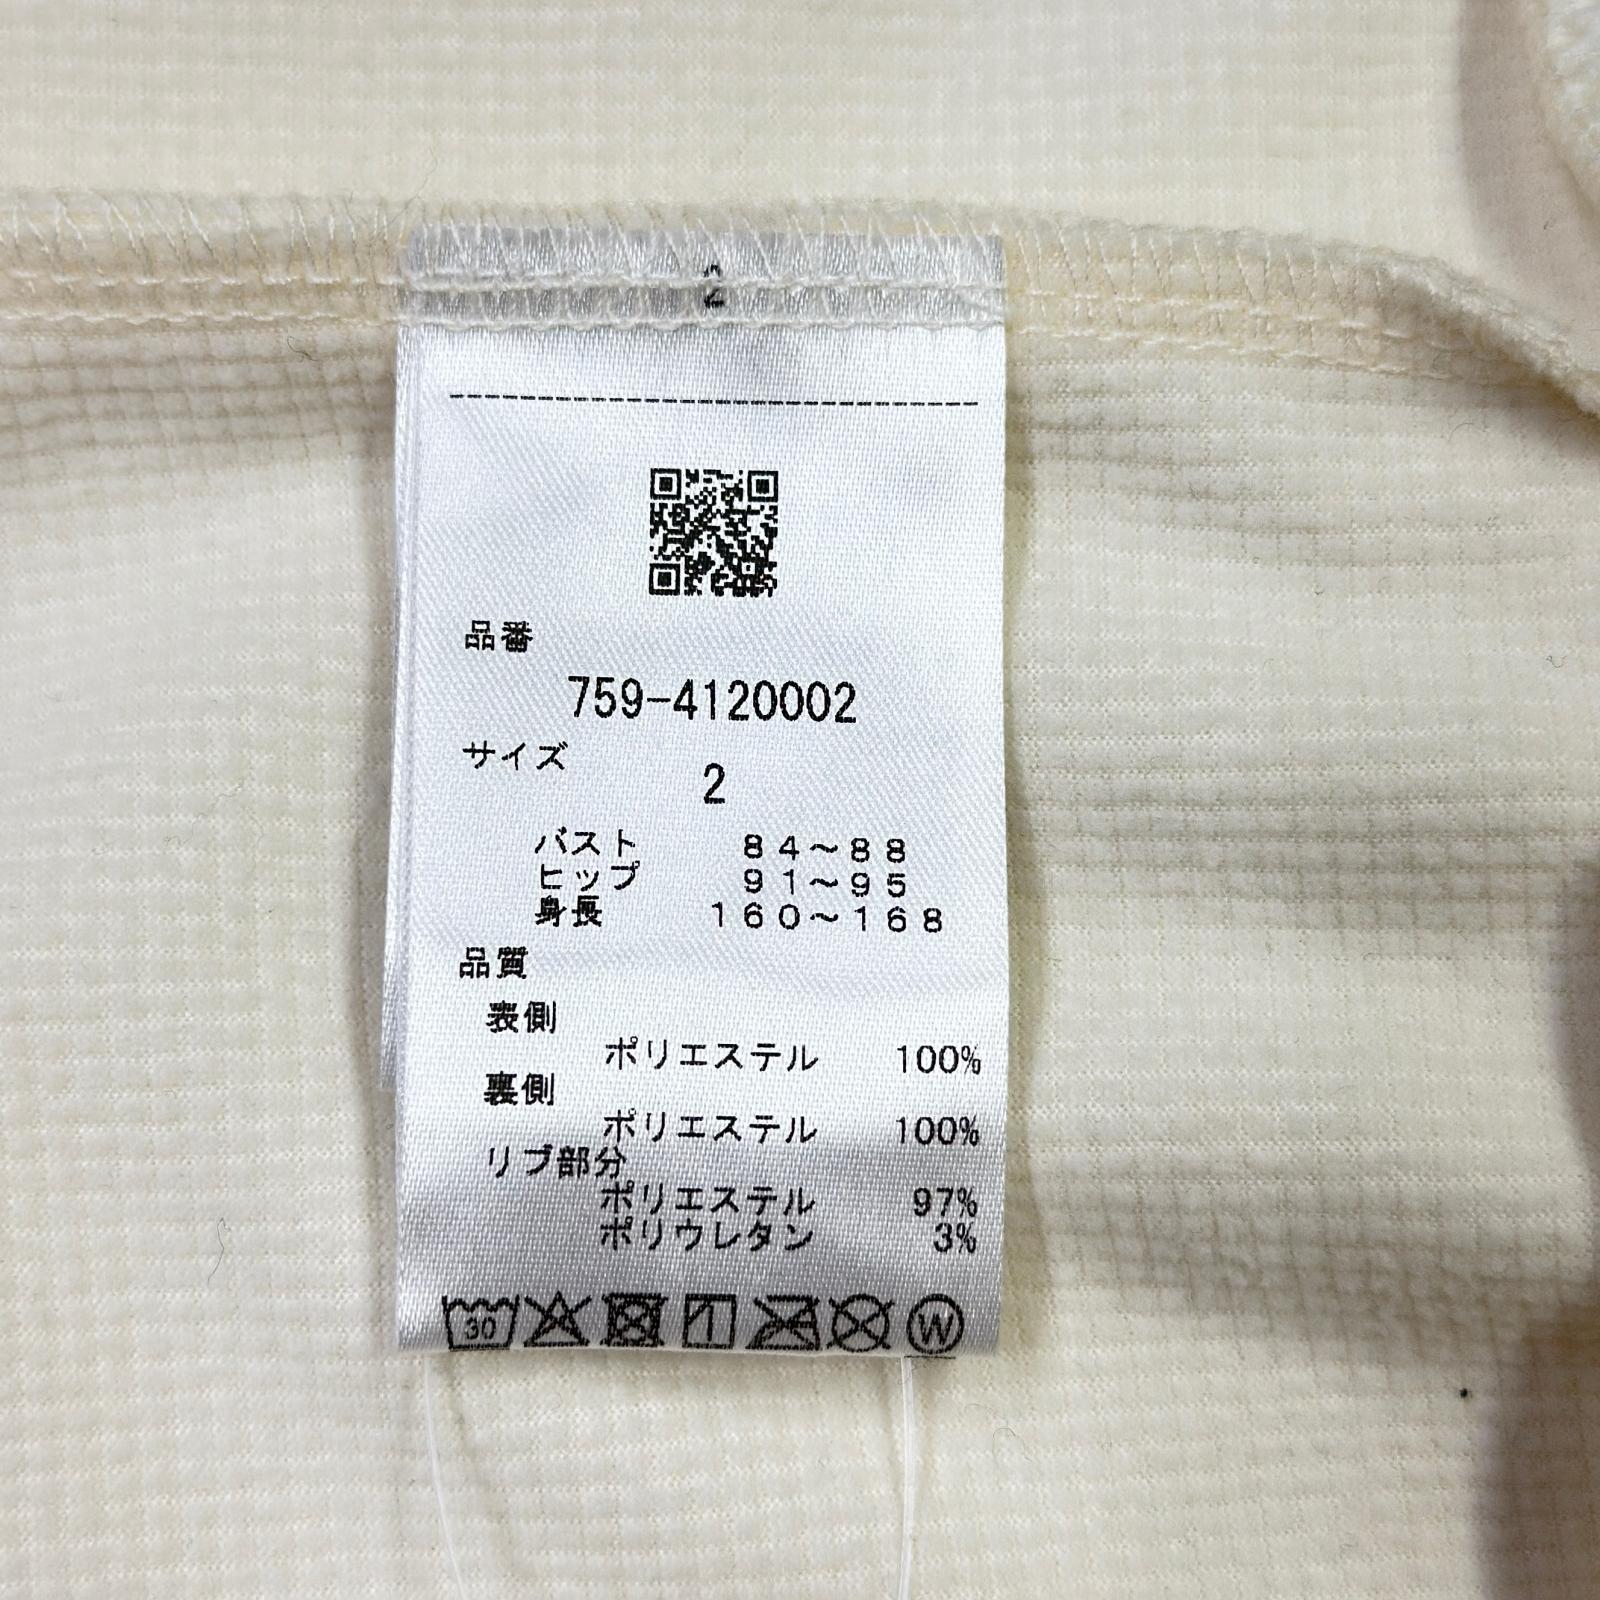 2
品番
759-4120002
サイズ
2
バスト 84～88
ヒップ 91～95
身長 160～168
品質
表側
ポリエステル 100%
裏側
ポリエステル 100%
リブ部分
ポリエステル 97%
ポリウレタン 3%
30 W